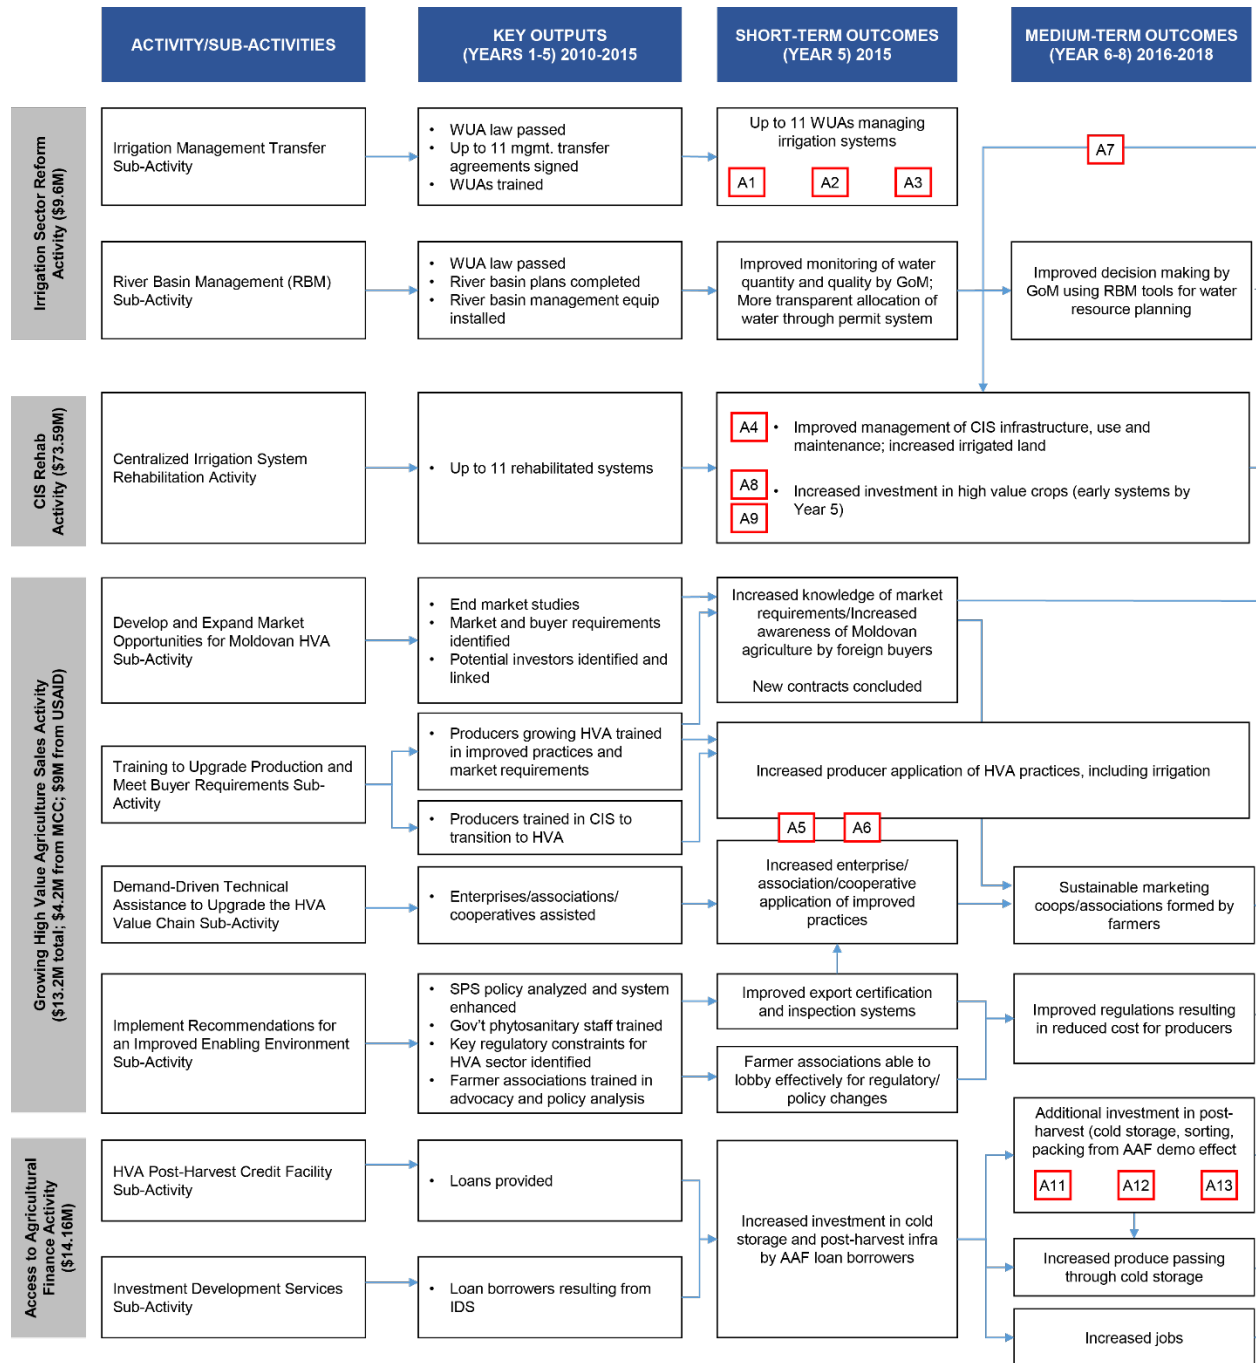 ACTIVITY/SUB-ACTIVITIES
KEY OUTPUTS
(YEARS 1-5) 2010-2015
SHORT-TERM OUTCOMES
(YEAR 5) 2015
MEDIUM-TERM OUTCOMES
(YEAR 6-8) 2016-2018
Irrigation Sector Reform
Activity ($9.6M)
Irrigation Management Transfer
Sub-Activity
• WUA law passed
• Up to 11 mgmt. transfer
agreements signed
• WUAs trained
Up to 11 WUAs managing
irrigation systems
A1 A2 A3
A7
River Basin Management (RBM)
Sub-Activity
• WUA law passed
• River basin plans completed
• River basin management equip
installed
Improved monitoring of water
quantity and quality by GoM;
More transparent allocation of
water through permit system
Improved decision making by
GoM using RBM tools for water
resource planning
CIS Rehab
Activity ($73.59M)
Centralized Irrigation System
Rehabilitation Activity
• Up to 11 rehabilitated systems
A4 • Improved management of CIS infrastructure, use and
maintenance; increased irrigated land
A8 • Increased investment in high value crops (early systems by
Year 5)
A9
Growing High Value Agriculture Sales Activity
($13.2M total; $4.2M from MCC; $9M from USAID)
Develop and Expand Market
Opportunities for Moldovan HVA
Sub-Activity
• End market studies
• Market and buyer requirements
identified
• Potential investors identified and
linked
Increased knowledge of market
requirements/Increased
awareness of Moldovan
agriculture by foreign buyers
New contracts concluded
Training to Upgrade Production and
Meet Buyer Requirements Sub-
Activity
• Producers growing HVA trained
in improved practices and
market requirements
• Producers trained in CIS to
transition to HVA
Increased producer application of HVA practices, including irrigation
A5 A6
Demand-Driven Technical
Assistance to Upgrade the HVA
Value Chain Sub-Activity
• Enterprises/associations/
cooperatives assisted
Increased enterprise/
association/cooperative
application of improved
practices
Sustainable marketing
coops/associations formed by
farmers
Implement Recommendations for
an Improved Enabling Environment
Sub-Activity
• SPS policy analyzed and system
enhanced
• Gov't phytosanitary staff trained
• Key regulatory constraints for
HVA sector identified
• Farmer associations trained in
advocacy and policy analysis
Improved export certification
and inspection systems
Farmer associations able to
lobby effectively for regulatory/
policy changes
Improved regulations resulting
in reduced cost for producers
Access to Agricultural
Finance Activity
($14.16M)
HVA Post-Harvest Credit Facility
Sub-Activity
• Loans provided
Investment Development Services
Sub-Activity
• Loan borrowers resulting from
IDS
Increased investment in cold
storage and post-harvest infra
by AAF loan borrowers
Additional investment in post-
harvest (cold storage, sorting,
packing from AAF demo effect
A11 A12 A13
Increased produce passing
through cold storage
Increased jobs